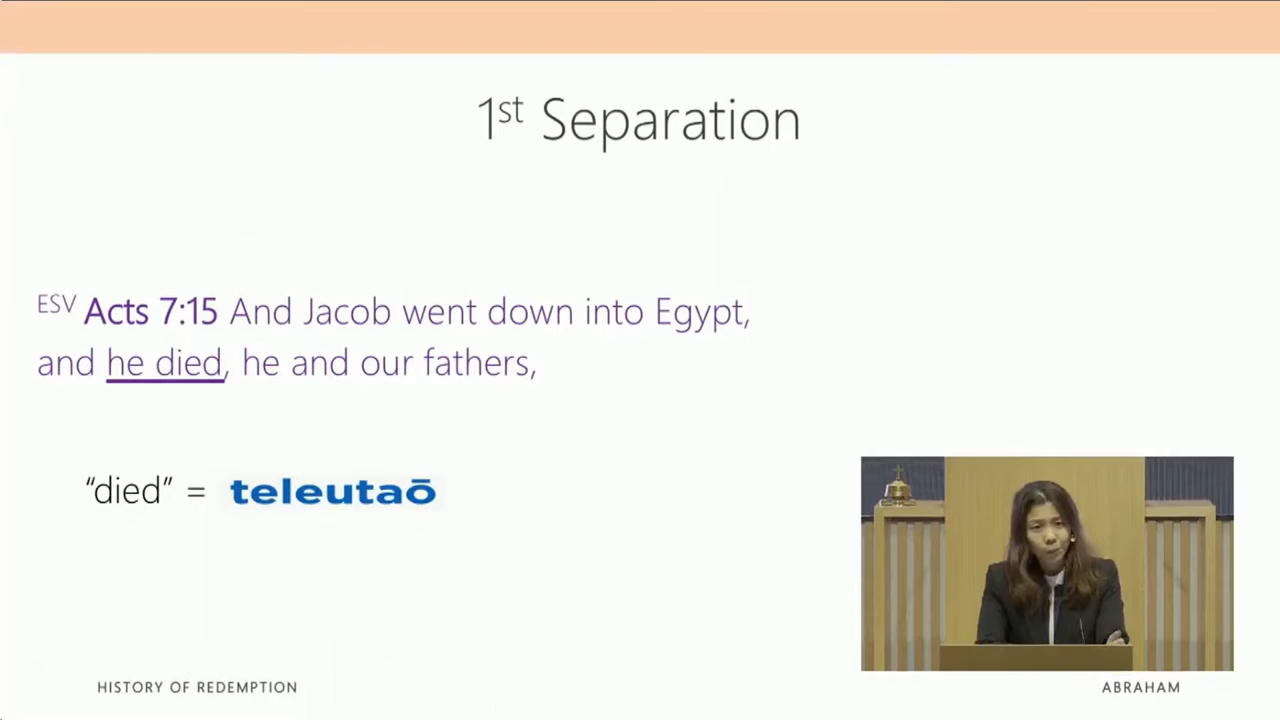 1st Separation
ESV Acts 7:15 And Jacob went down into Egypt,
and he died, he and our fathers,
“died” = teleutaō
HISTORY OF REDEMPTION
ABRAHAM